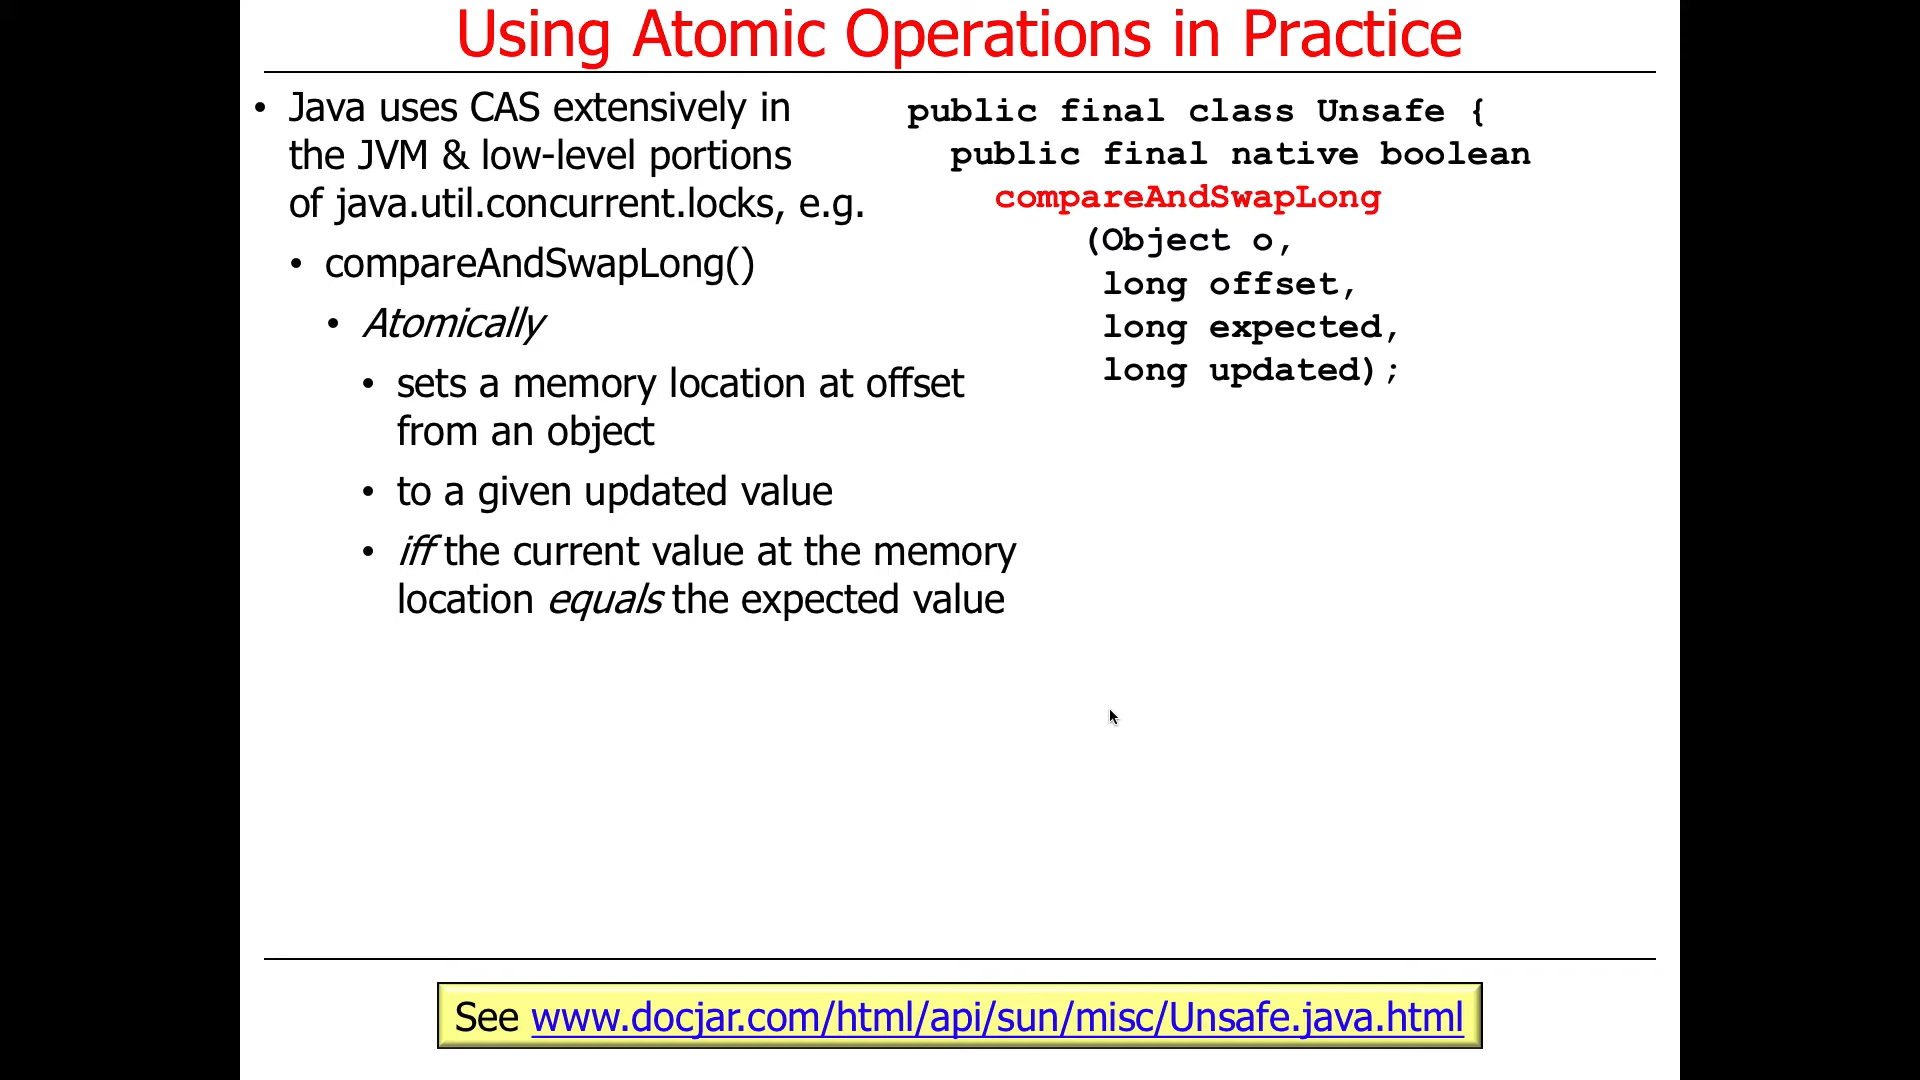 Using Atomic Operations in Practice
• Java uses CAS extensively in
the JVM & low-level portions
of java.util.concurrent.locks, e.g.
• compareAndSwapLong()
• Atomically
• sets a memory location at offset
from an object
• to a given updated value
• iff the current value at the memory
location equals the expected value
public final class Unsafe {
public final native boolean
compareAndSwapLong
(Object o,
long offset,
long expected,
long updated);
See www.docjar.com/html/api/sun/misc/Unsafe.java.html